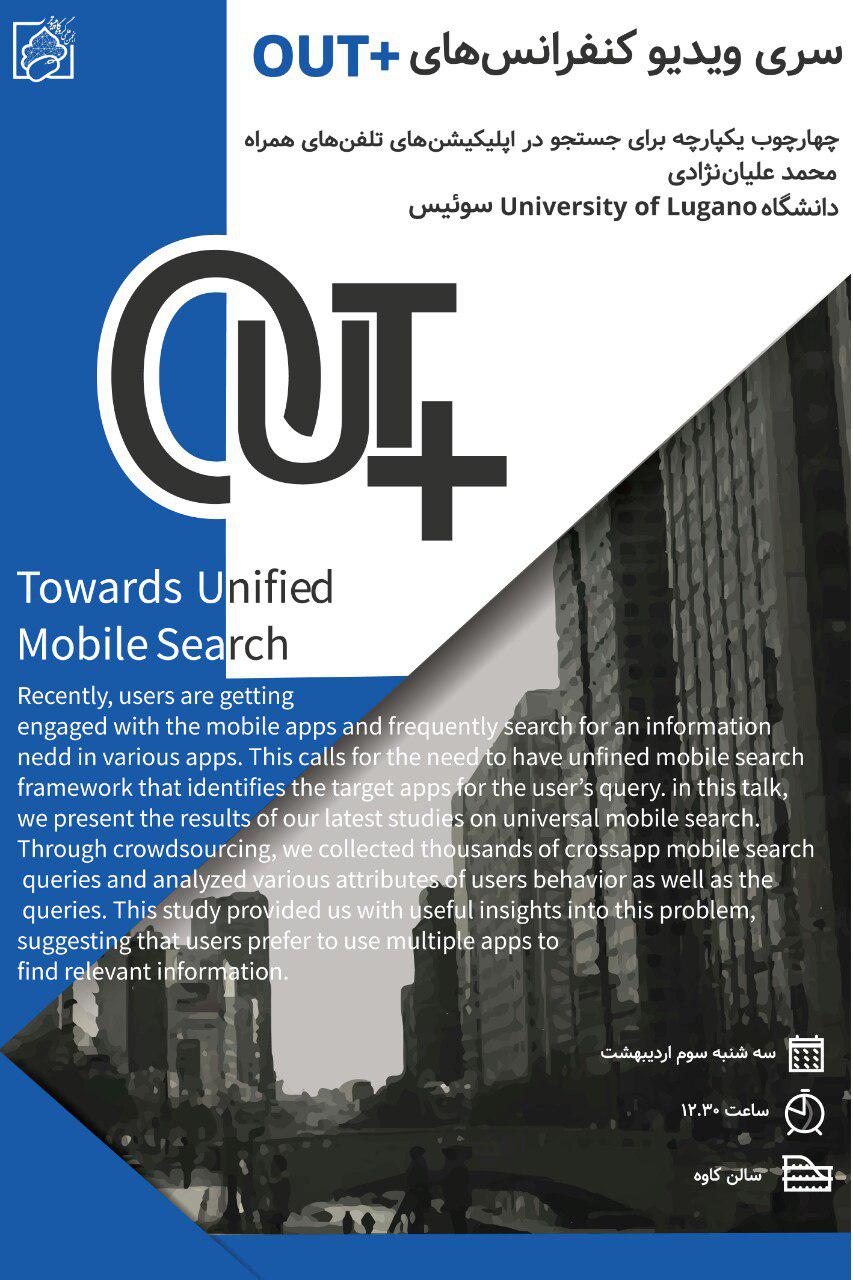 سری ویدیو کنفرانس‌های OUT+
چهارچوب یکپارچه برای جستجو در اپلیکیشن‌های تلفن‌های همراه
محمد علیان‌نژادی
دانشگاه University of Lugano سوئیس
OUT+
Towards Unified
Mobile Search
Recently, users are getting
engaged with the mobile apps and frequently search for an information
nedd in various apps. This calls for the need to have unfined mobile search
framework that identifies the target apps for the user’s query. in this talk,
we present the results of our latest studies on universal mobile search.
Through crowdsourcing, we collected thousands of crossapp mobile search
queries and analyzed various attributes of users behavior as well as the
queries. This study provided us with useful insights into this problem,
suggesting that users prefer to use multiple apps to
find relevant information.
سه شنبه سوم اردیبهشت
ساعت ۱۲.۳۰
سالن کاوه